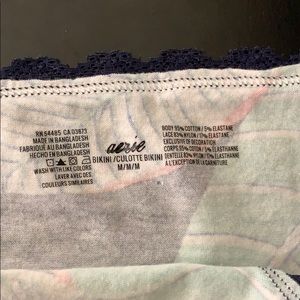 RN 54485 CA 03673
MADE IN BANGLADESH
FABRIQUÉ AU BANGLADESH
HECHO EN BANGLADESH
WASH WITH LIKE COLORS
LAVER AVEC DES
COULEURS SIMILAIRES
aerie
BIKINI /CULOTTE BIKINI
M/M/M
BODY 95% COTTON / 5% ELASTANE
LACE 83% NYLON / 17% ELASTANE
EXCLUSIVE OF DECORATION
CORPS 95% COTON / 5% ÉLASTHANNE
DENTELLE 83% NYLON / 17% ÉLASTHANNE
À L'EXCEPTION DE LA GARNITURE